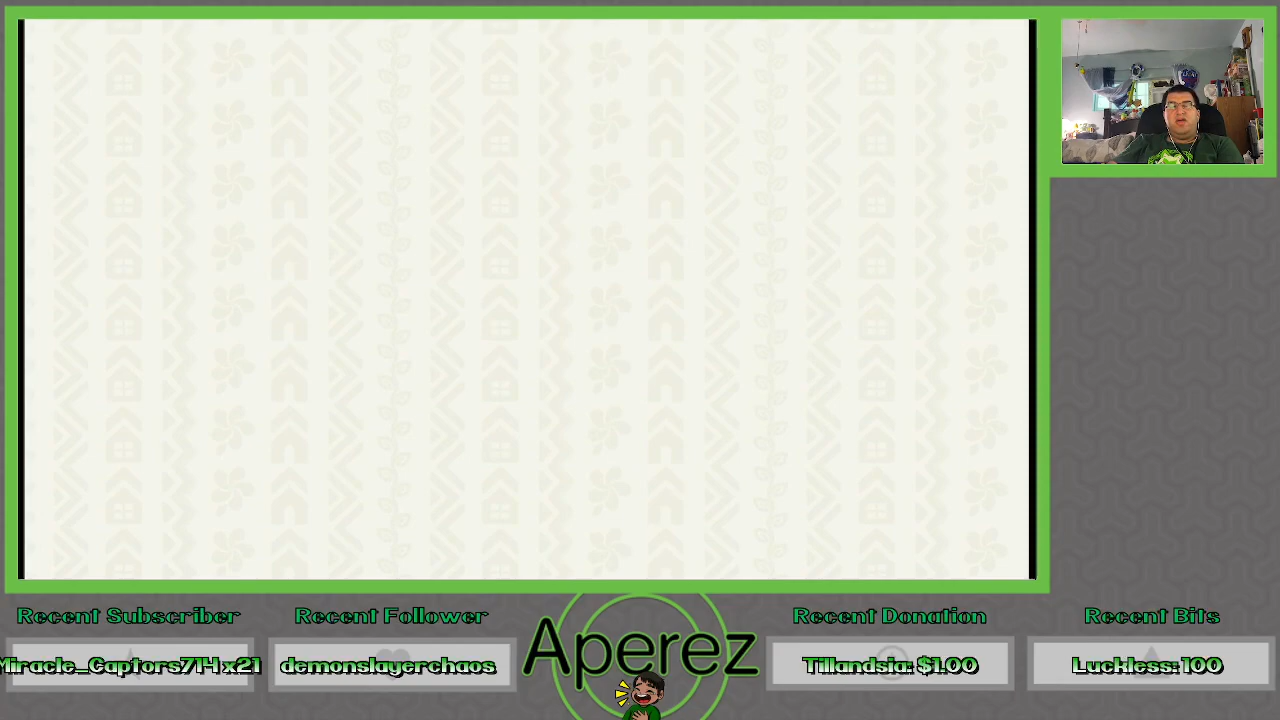 Recent Subscriber
Miracle_Captors714 x21
Recent Follower
demonslayerchaos
Aperez
Recent Donation
Tillandsia: $1.00
Recent Bits
Luckless: 100